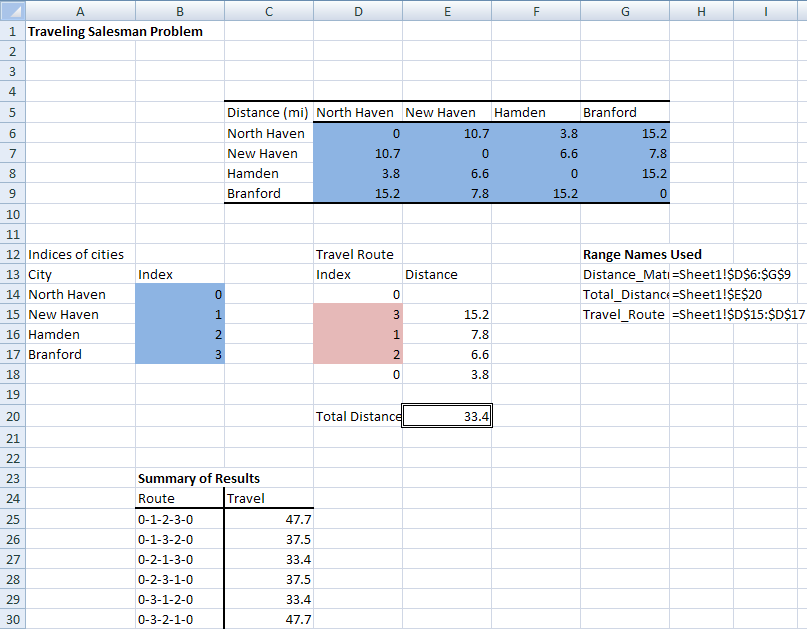 A B C D E F G H I
1 Traveling Salesman Problem
2
3
4
5 Distance (mi) North Haven New Haven Hamden Branford
6 North Haven 0 10.7 3.8 15.2
7 New Haven 10.7 0 6.6 7.8
8 Hamden 3.8 6.6 0 15.2
9 Branford 15.2 7.8 15.2 0
10
11
12 Indices of cities Travel Route Range Names Used
13 City Index Index Distance Distance_Matr =Sheet1!$D$6:$G$9
14 North Haven 0 0 Total_Distance =Sheet1!$E$20
15 New Haven 1 3 15.2 Travel_Route =Sheet1!$D$15:$D$17
16 Hamden 2 1 7.8
17 Branford 3 2 6.6
18 0 3.8
19
20 Total Distance 33.4
21
22
23 Summary of Results
24 Route Travel
25 0-1-2-3-0 47.7
26 0-1-3-2-0 37.5
27 0-2-1-3-0 33.4
28 0-2-3-1-0 37.5
29 0-3-1-2-0 33.4
30 0-3-2-1-0 47.7